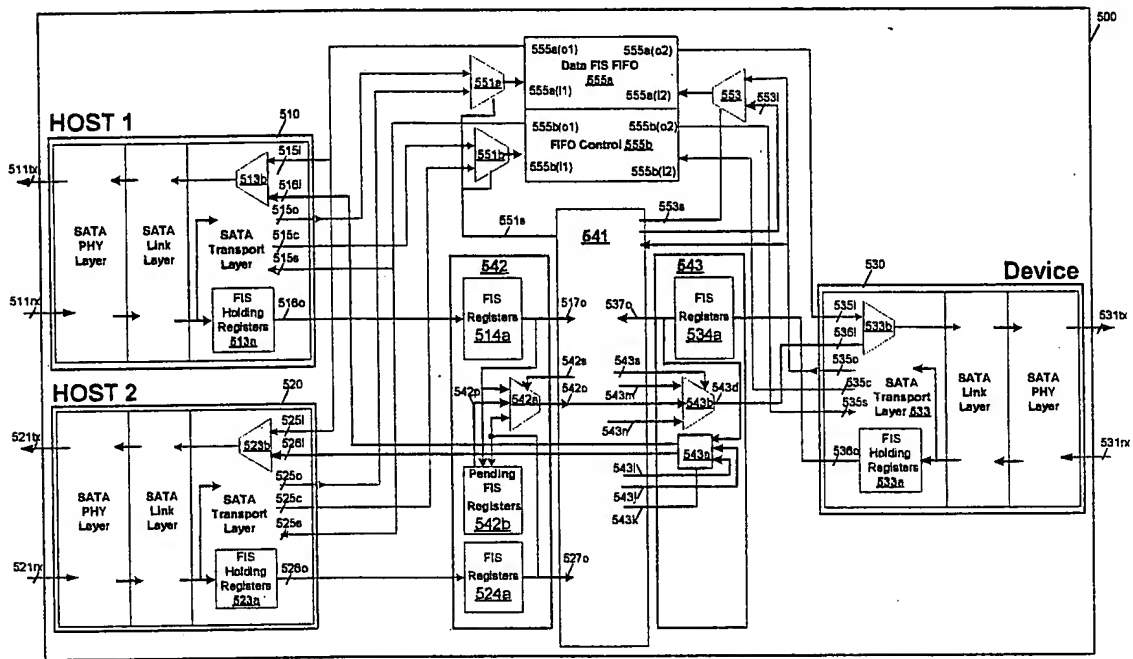 500
555a(o1)
555a(o2)
Data FIS FIFO
555a
551a
555a(i1)
555a(i2)
553
553i
555b(o1)
555b(o2)
FIFO Control 555b
551b
555b(i1)
555b(i2)
HOST 1
510
511tx
513b
515i
516i
515o
515c
515s
SATA
PHY
Layer
SATA
Link
Layer
SATA
Transport
Layer
511rx
FIS
Holding
Registers
513a
516o
551s
553s
541
542
FIS
Registers
514a
517o
537o
543
FIS
Registers
534a
542s
542p
542a
542o
543s
543m
543b
543d
543n
543a
543i
543j
543k
Pending
FIS
Registers
542b
FIS
Registers
524a
527o
HOST 2
520
521tx
523b
525i
526i
525o
525c
525s
SATA
PHY
Layer
SATA
Link
Layer
SATA
Transport
Layer
521rx
FIS
Holding
Registers
523a
526o
530
Device
535i
536i
533b
535o
535c
535s
531tx
SATA
Transport
Layer 533
SATA
Link
Layer
SATA
PHY
Layer
536o
FIS
Holding
Registers
533a
531rx